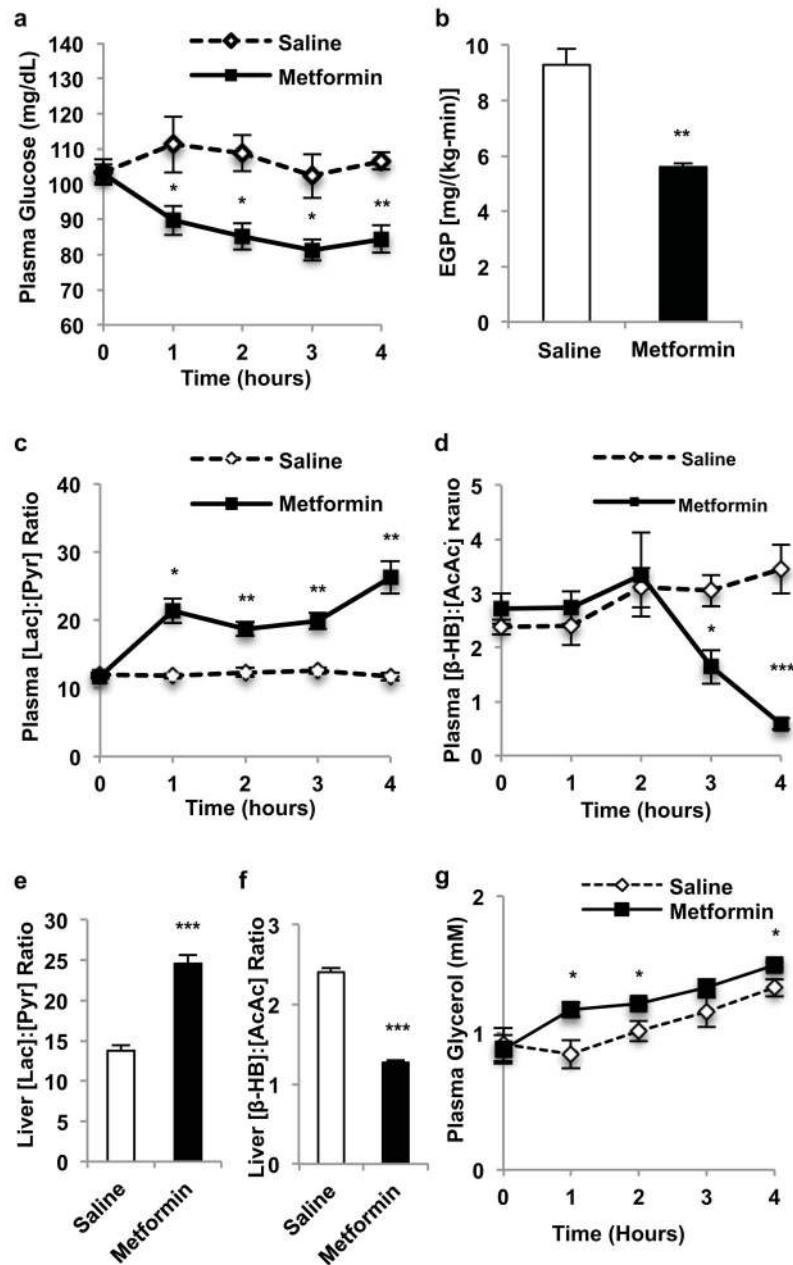 a
Saline
Metformin
Plasma Glucose (mg/dL)
140
130
120
110
100
90
80
70
60
* * * **
0 1 2 3 4
Time (hours)
b
EGP [mg/(kg-min)]
10
8
6
4
2
0
**
Saline Metformin
c
Saline
Metformin
Plasma [Lac]:[Pyr] Ratio
40
30
20
10
0
* ** ** **
0 1 2 3 4
Time (hours)
d
Saline
Metformin
Plasma [β-HB]:[AcAc] Ratio
5
4
3
2
1
0
* ***
0 1 2 3 4
Time (hours)
e
Liver [Lac]:[Pyr] Ratio
30
25
20
15
10
5
0
***
Saline Metformin
f
Liver [β-HB]:[AcAc] Ratio
3
2
1
0
***
Saline Metformin
g
Saline
Metformin
Plasma Glycerol (mM)
2
1
0
* * *
0 1 2 3 4
Time (Hours)